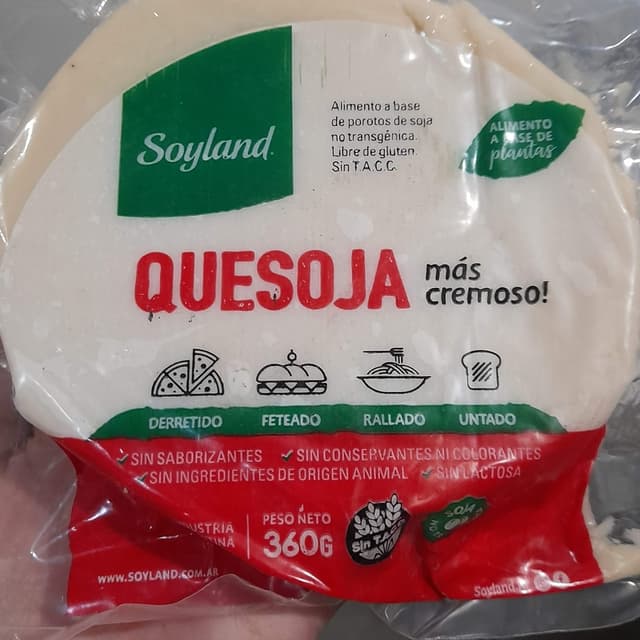 Soyland
Alimento a base
de porotos de soja
no transgénica.
Libre de gluten.
Sin T.A.C.C.
ALIMENTO
A BASE DE
plantas
QUESOJA
más
cremoso!
DERRETIDO FETEADO RALLADO UNTADO
SIN SABORIZANTES SIN CONSERVANTES NI COLORANTES
SIN INGREDIENTES DE ORIGEN ANIMAL SIN LACTOSA
PESO NETO
360G
Sin T.A.C.C.
SOJA
WWW.SOYLAND.COM.AR
Soyland